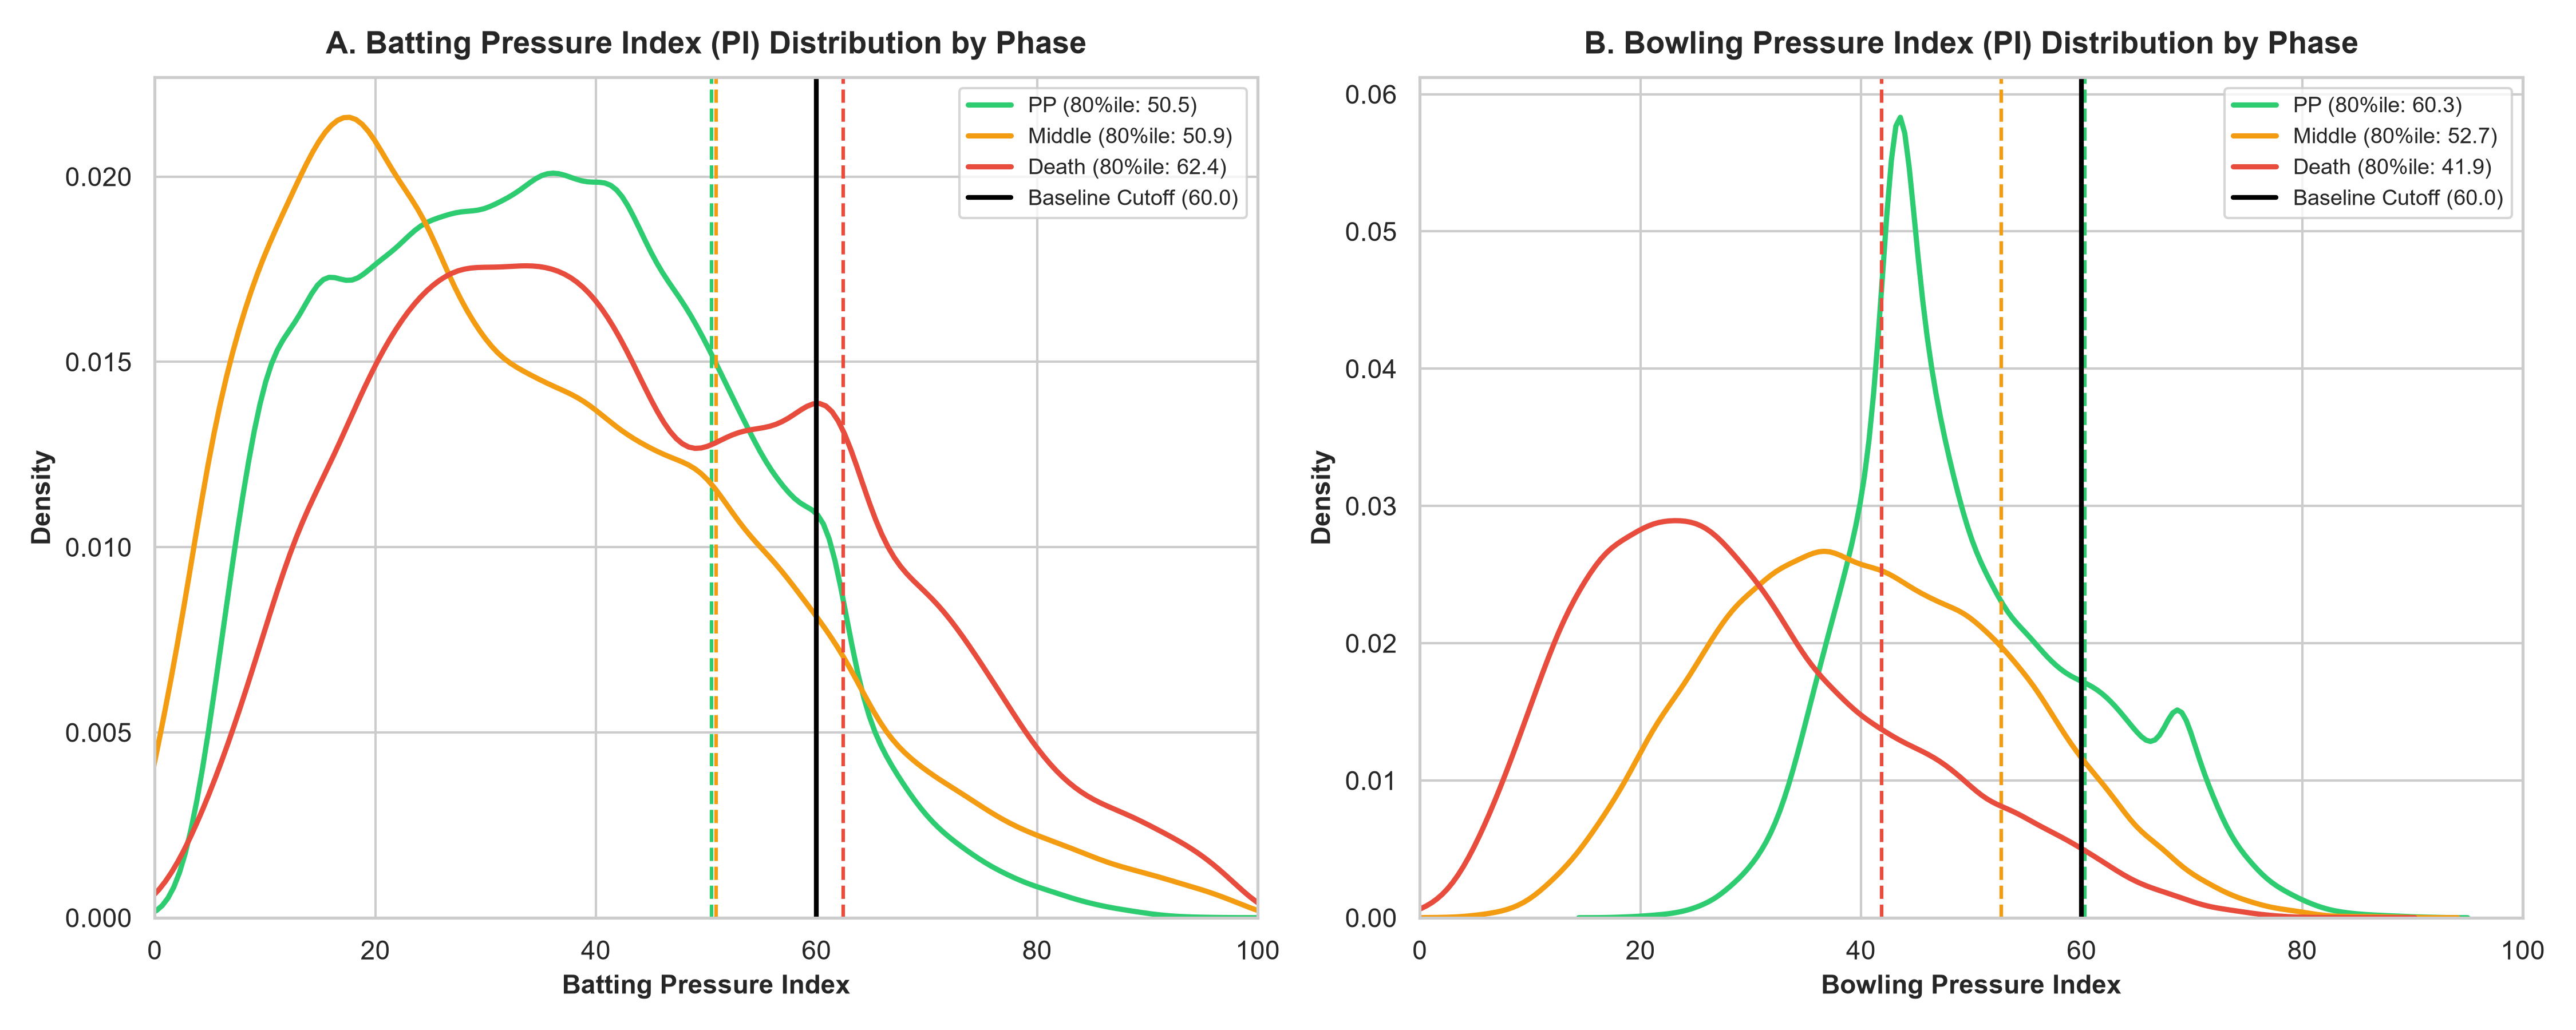 A. Batting Pressure Index (PI) Distribution by Phase
PP (80%ile: 50.5)
Middle (80%ile: 50.9)
Death (80%ile: 62.4)
Baseline Cutoff (60.0)
0.020
0.015
0.010
0.005
0.000
Density
0 20 40 60 80 100
Batting Pressure Index
B. Bowling Pressure Index (PI) Distribution by Phase
PP (80%ile: 60.3)
Middle (80%ile: 52.7)
Death (80%ile: 41.9)
Baseline Cutoff (60.0)
0.06
0.05
0.04
0.03
0.02
0.01
0.00
Density
0 20 40 60 80 100
Bowling Pressure Index